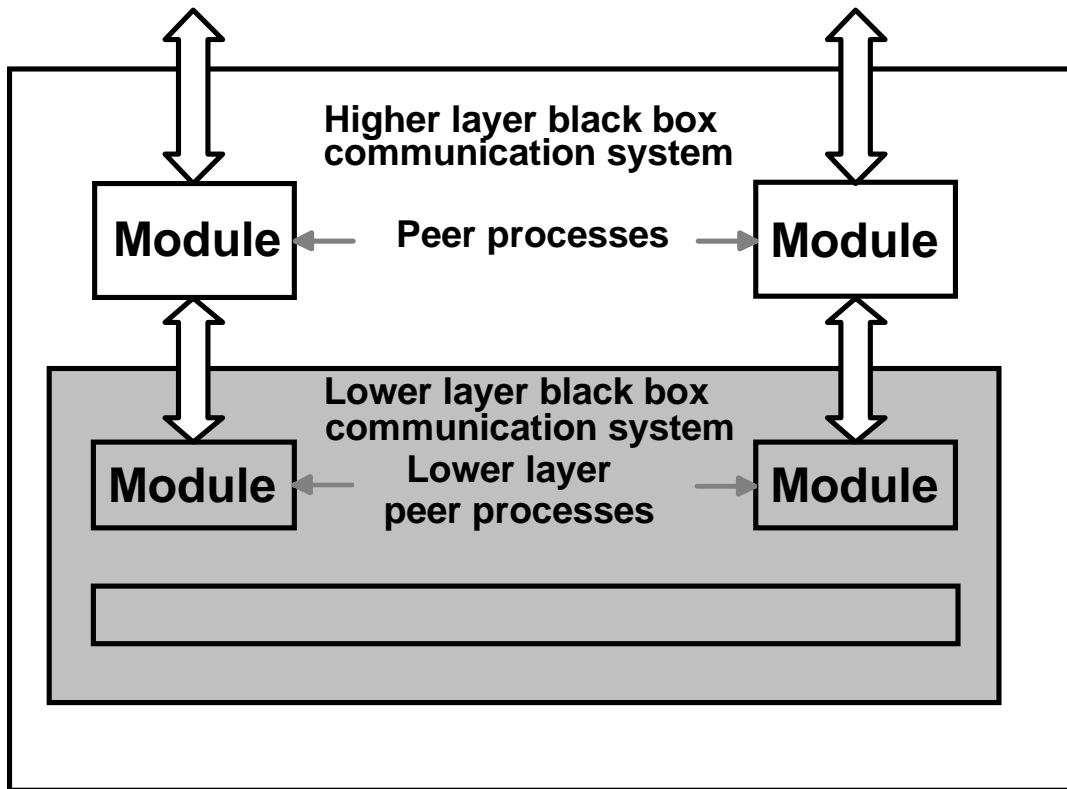 Higher layer black box
communication system
Module
Peer processes
Module
Lower layer black box
communication system
Module
Lower layer
peer processes
Module